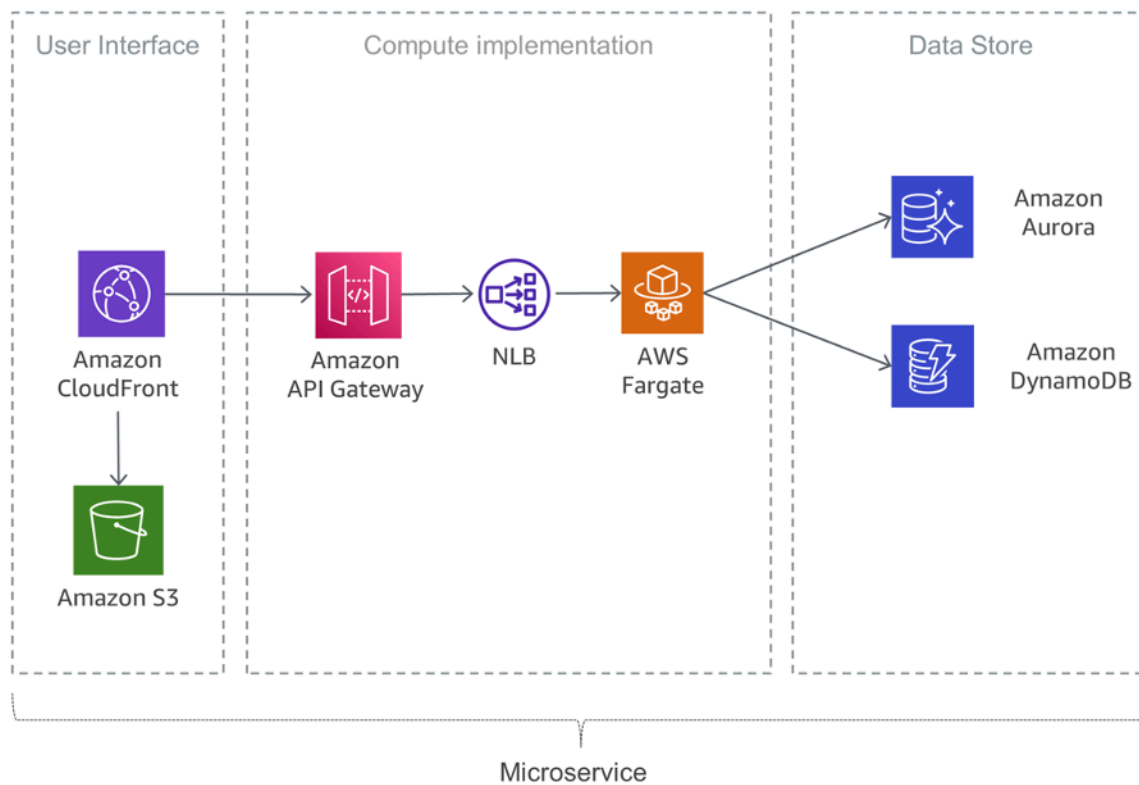 User Interface
Compute implementation
Data Store
Amazon
Aurora
Amazon
CloudFront
</>
Amazon
API Gateway
NLB
AWS
Fargate
Amazon
DynamoDB
Amazon S3
Microservice